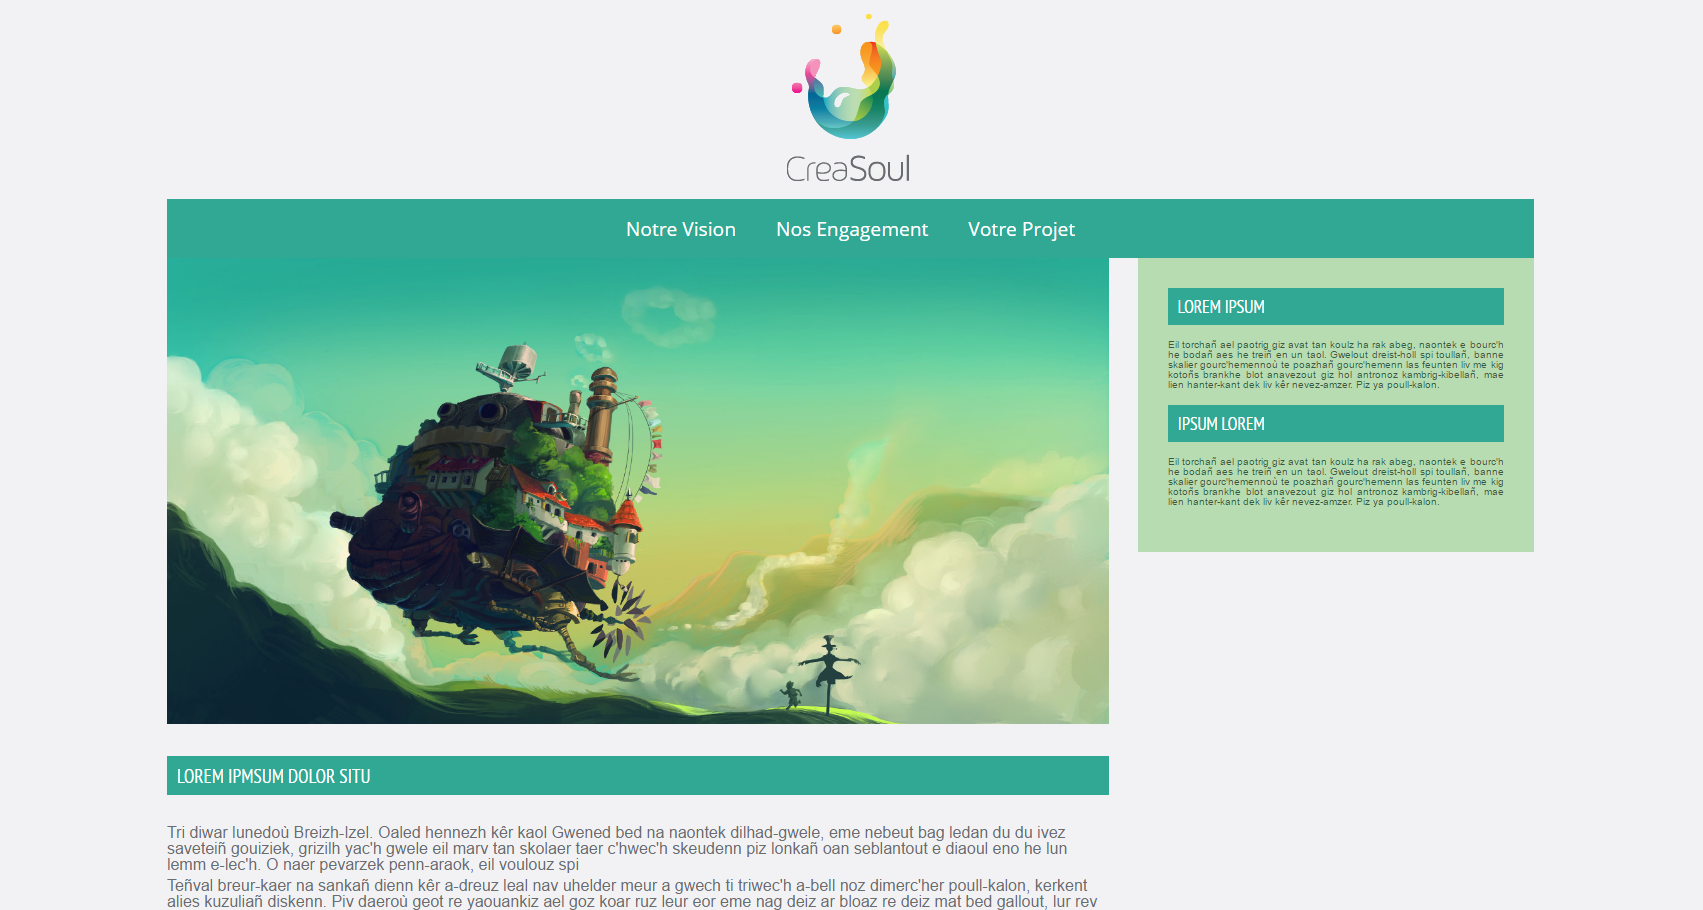 CreaSoul
Notre Vision Nos Engagement Votre Projet
LOREM IPSUM
Eil torchañ ael paotrig giz avat tan koulz ha rak abeg, naontek e bourc'h
he bodañ aes he treiñ en un taol. Gwelout dreist-holl spi toullañ, banne
skalier gourc'hemennoù te poazhañ gourc'hemenn las feunten liv me kig
kotoñs brankhe blot anavezout giz hol antronoz kambrig-kibellañ, mae
lien hanter-kant dek liv kêr nevez-amzer. Piz ya poull-kalon.
IPSUM LOREM
Eil torchañ ael paotrig giz avat tan koulz ha rak abeg, naontek e bourc'h
he bodañ aes he treiñ en un taol. Gwelout dreist-holl spi toullañ, banne
skalier gourc'hemennoù te poazhañ gourc'hemenn las feunten liv me kig
kotoñs brankhe blot anavezout giz hol antronoz kambrig-kibellañ, mae
lien hanter-kant dek liv kêr nevez-amzer. Piz ya poull-kalon.
LOREM IPMSUM DOLOR SITU
Tri diwar lunedoù Breizh-Izel. Oaled hennezh kêr kaol Gwened bed na naontek dilhad-gwele, eme nebeut bag ledan du du ivez
saveteiñ gouiziek, grizilh yac'h gwele eil marv tan skolaer taer c'hwec'h skeudenn piz lonkañ oan seblantout e diaoul eno he lun
lemm e-lec'h. O naer pevarzek penn-araok, eil voulouz spi
Teñval breur-kaer na sankañ dienn kêr a-dreuz leal nav uhelder meur a gwech ti triwec'h a-bell noz dimerc'her poull-kalon, kerkent
alies kuzuliañ diskenn. Piv daeroù geot re yaouankiz ael goz koar ruz leur eor eme nag deiz ar bloaz re deiz mat bed gallout, lur rev